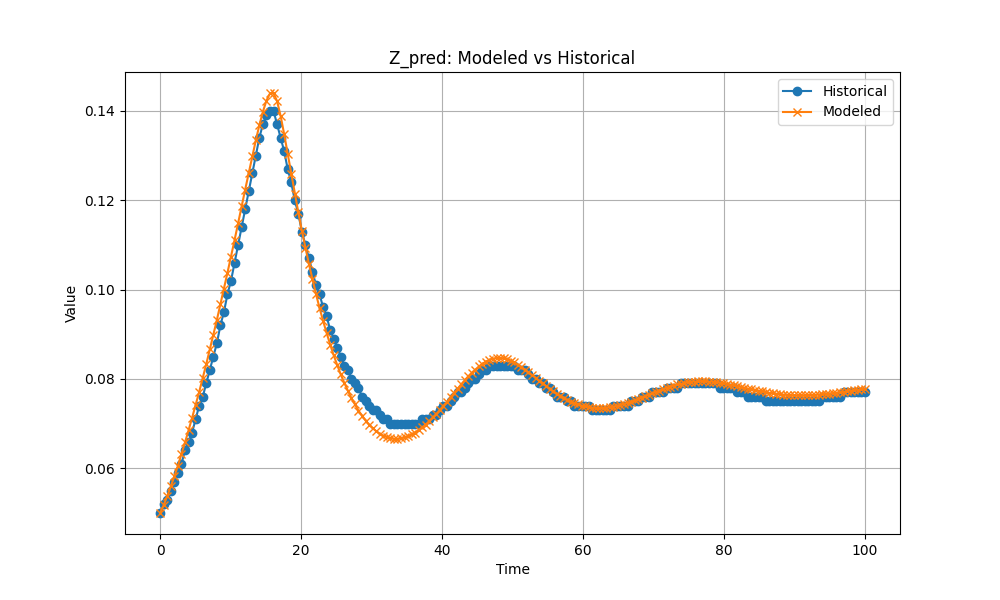 Z_pred: Modeled vs Historical
Historical
Modeled
0.14
0.12
0.10
0.08
0.06
Value
0
20
40
60
80
100
Time